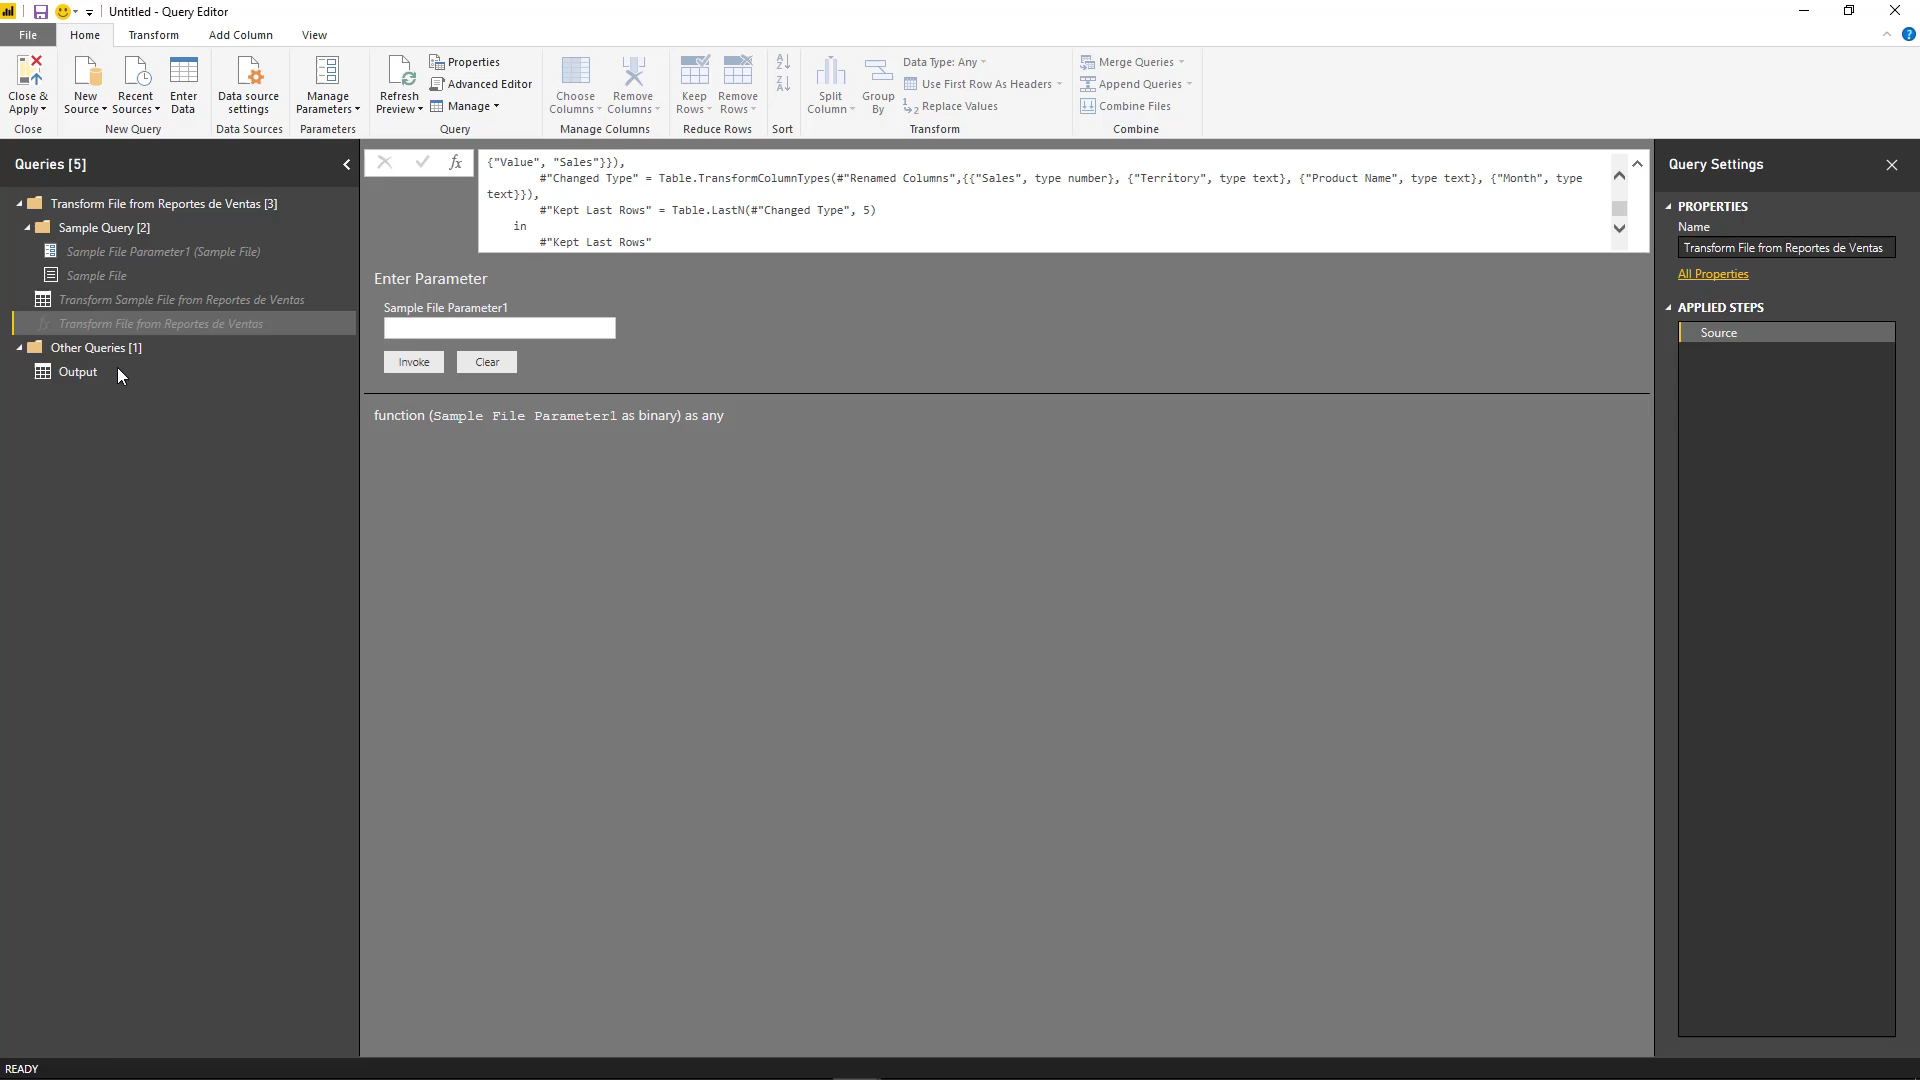 Untitled - Query Editor
File Home Transform Add Column View
Close & Apply
Close
New Source
Recent Sources
Enter Data
New Query
Data source settings
Data Sources
Manage Parameters
Parameters
Refresh Preview
Properties
Advanced Editor
Manage
Query
Choose Columns
Remove Columns
Manage Columns
Keep Rows
Remove Rows
Reduce Rows
Sort
Split Column
Group By
Data Type: Any
Use First Row As Headers
Replace Values
Transform
Merge Queries
Append Queries
Combine Files
Combine
Queries [5]
Transform File from Reportes de Ventas [3]
Sample Query [2]
Sample File Parameter1 (Sample File)
Sample File
Transform Sample File from Reportes de Ventas
Transform File from Reportes de Ventas
Other Queries [1]
Output
{"Value", "Sales"}}),
#"Changed Type" = Table.TransformColumnTypes(#"Renamed Columns",{{"Sales", type number}, {"Territory", type text}, {"Product Name", type text}, {"Month", type
text}}),
#"Kept Last Rows" = Table.LastN(#"Changed Type", 5)
in
#"Kept Last Rows"
Enter Parameter
Sample File Parameter1
Invoke Clear
function (Sample File Parameter1 as binary) as any
Query Settings
PROPERTIES
Name
Transform File from Reportes de Ventas
All Properties
APPLIED STEPS
Source
READY